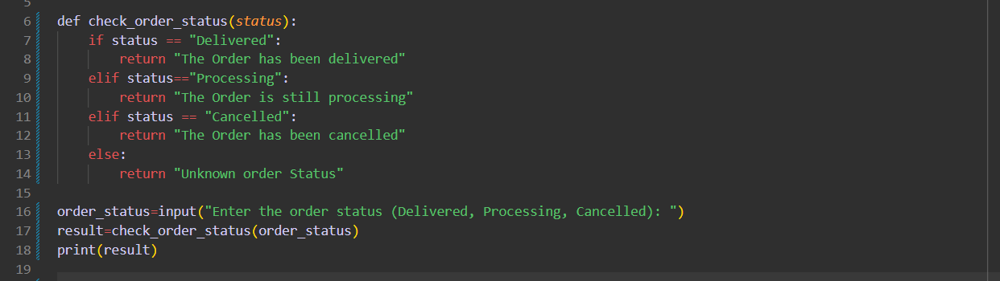 5
6 def check_order_status(status):
7     if status == "Delivered":
8         return "The Order has been delivered"
9     elif status=="Processing":
10         return "The Order is still processing"
11     elif status == "Cancelled":
12         return "The Order has been cancelled"
13     else:
14         return "Unknown order Status"
15
16 order_status=input("Enter the order status (Delivered, Processing, Cancelled): ")
17 result=check_order_status(order_status)
18 print(result)
19